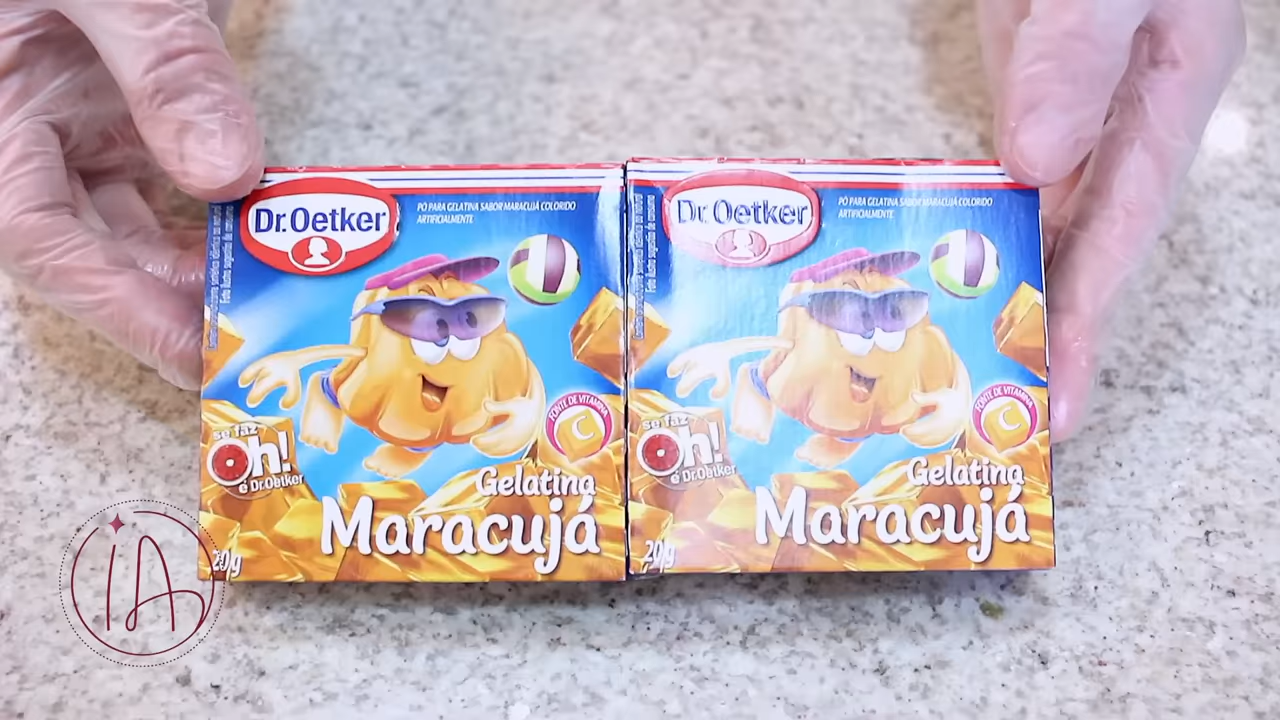 Dr.Oetker
PÓ PARA GELATINA SABOR MARACUJÁ COLORIDO
ARTIFICIALMENTE
FONTE DE VITAMINA
C
se faz
Oh!
é Dr.Oetker
Gelatina
Maracujá
20g
Dr.Oetker
PÓ PARA GELATINA SABOR MARACUJÁ COLORIDO
ARTIFICIALMENTE
FONTE DE VITAMINA
C
se faz
Oh!
é Dr.Oetker
Gelatina
Maracujá
20g
IA